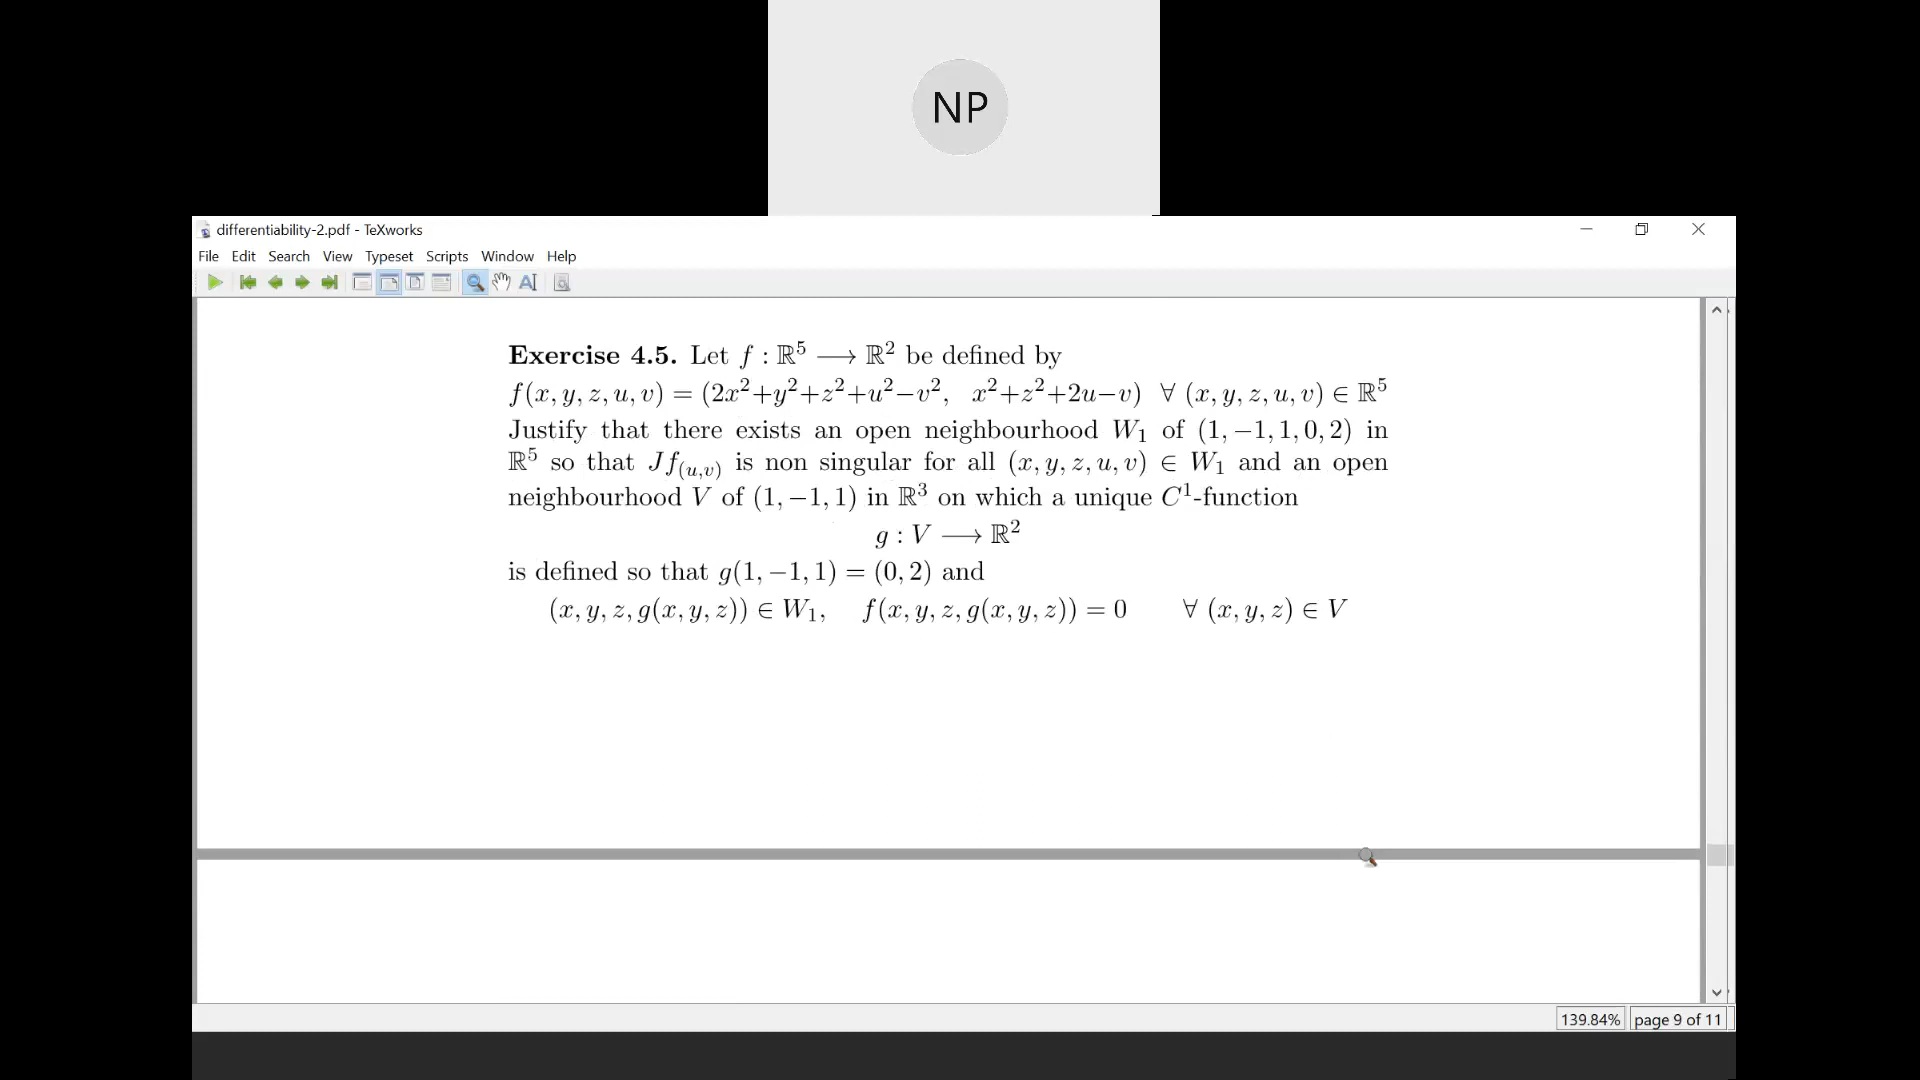 NP
differentiability-2.pdf - TeXworks
File Edit Search View Typeset Scripts Window Help
Exercise 4.5. Let f : ℝ⁵ ⟶ ℝ² be defined by
f(x, y, z, u, v) = (2x²+y²+z²+u²−v², x²+z²+2u−v) ∀ (x, y, z, u, v) ∈ ℝ⁵
Justify that there exists an open neighbourhood W₁ of (1, −1, 1, 0, 2) in
ℝ⁵ so that Jf₍ᵤ,ᵥ₎ is non singular for all (x, y, z, u, v) ∈ W₁ and an open
neighbourhood V of (1, −1, 1) in ℝ³ on which a unique C¹-function
g : V ⟶ ℝ²
is defined so that g(1, −1, 1) = (0, 2) and
(x, y, z, g(x, y, z)) ∈ W₁, f(x, y, z, g(x, y, z)) = 0 ∀ (x, y, z) ∈ V
139.84% page 9 of 11